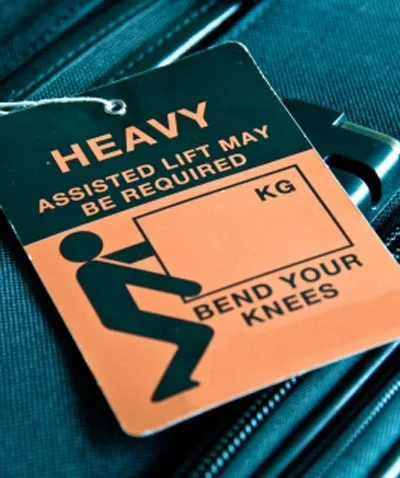 HEAVY
ASSISTED LIFT MAY
BE REQUIRED
KG
BEND YOUR
KNEES